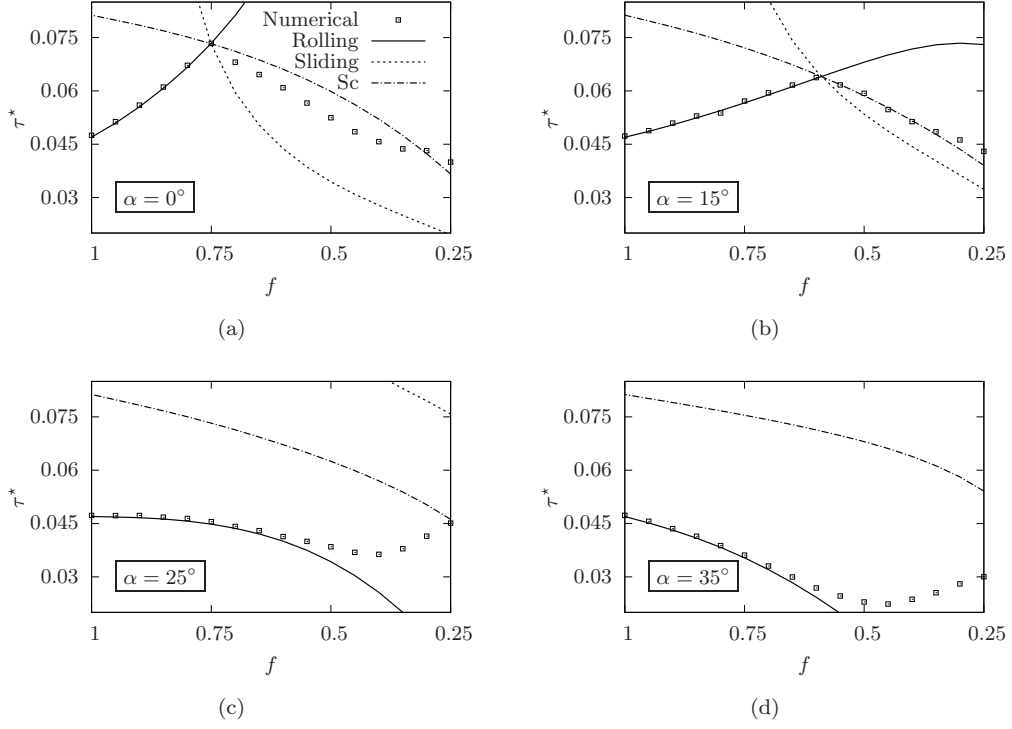 Numerical
Rolling
Sliding
Sc
0.075
0.06
0.045
0.03
τ*
α = 0°
1
0.75
0.5
0.25
f
(a)
0.075
0.06
0.045
0.03
τ*
α = 15°
1
0.75
0.5
0.25
f
(b)
0.075
0.06
0.045
0.03
τ*
α = 25°
1
0.75
0.5
0.25
f
(c)
0.075
0.06
0.045
0.03
τ*
α = 35°
1
0.75
0.5
0.25
f
(d)